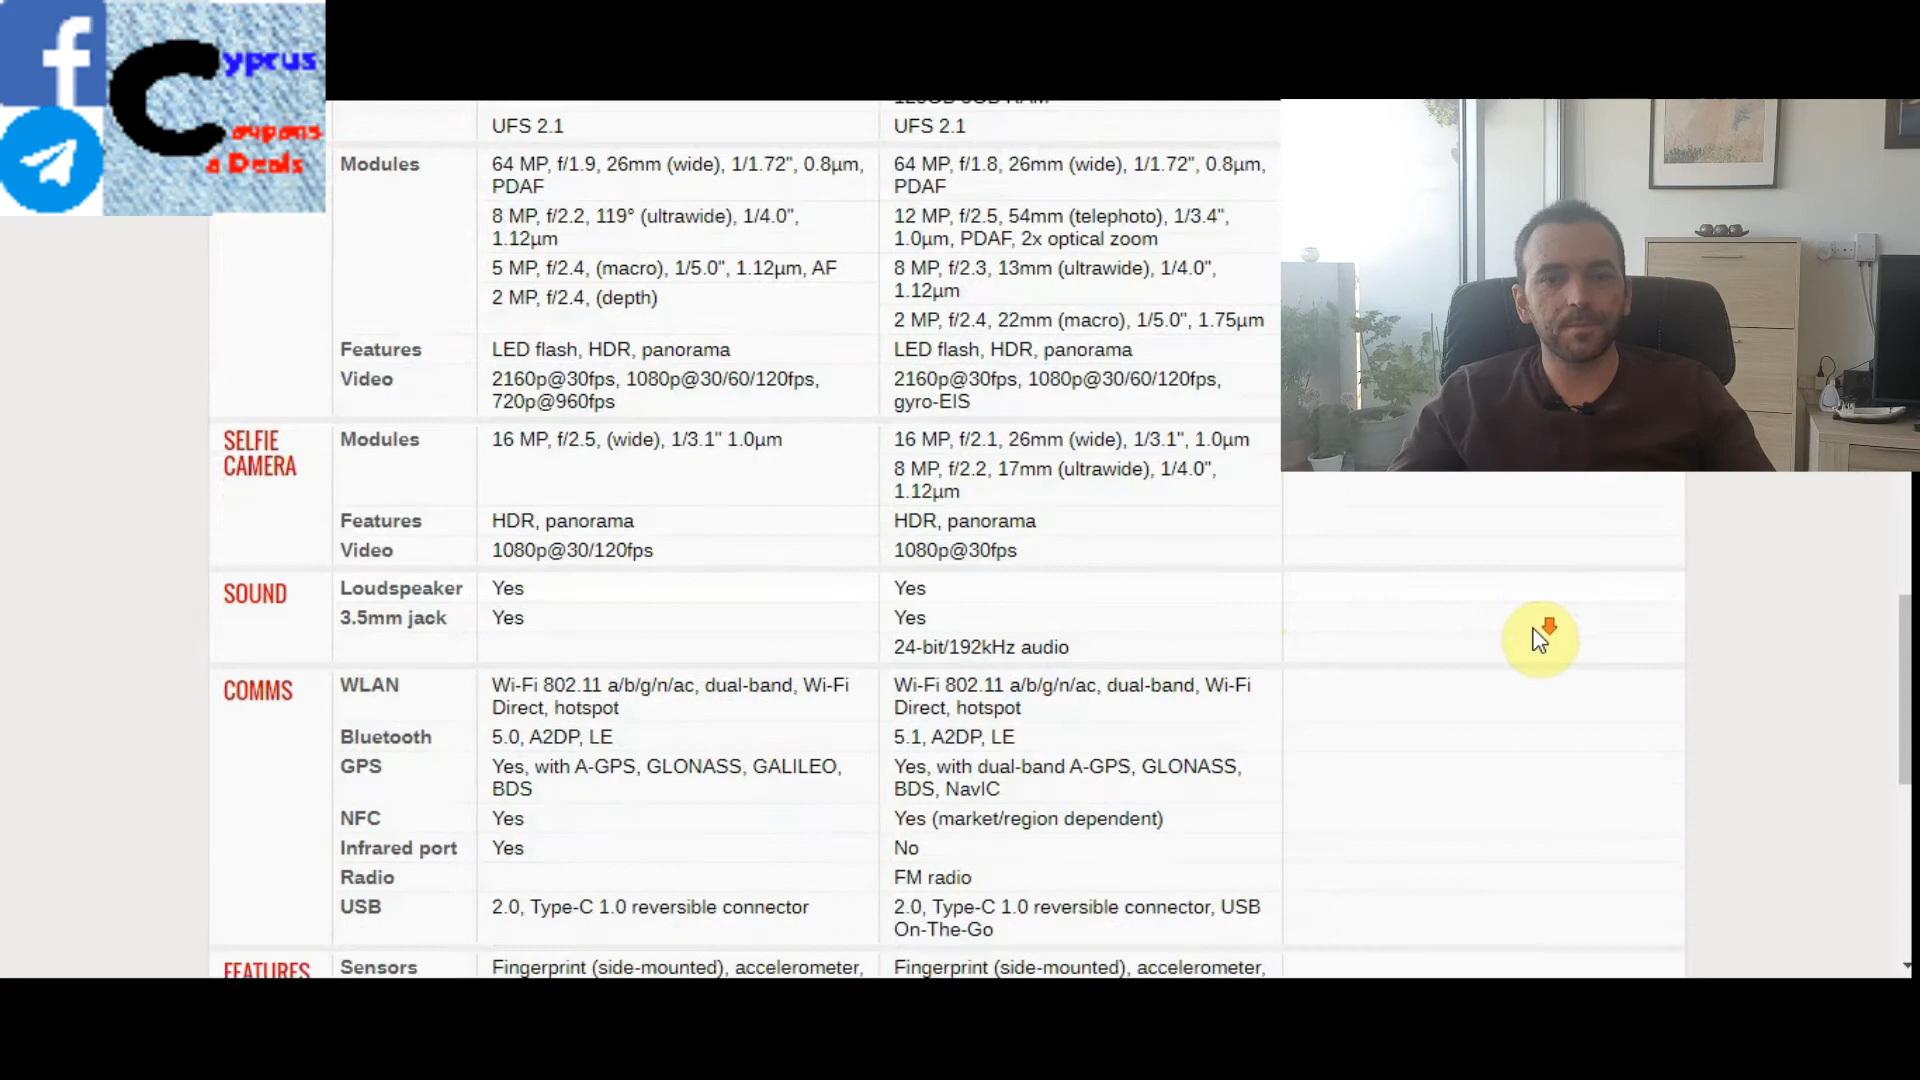 f
Cyprus
Coupons
a Deals
UFS 2.1
UFS 2.1
Modules
64 MP, f/1.9, 26mm (wide), 1/1.72", 0.8µm,
PDAF
8 MP, f/2.2, 119° (ultrawide), 1/4.0",
1.12µm
5 MP, f/2.4, (macro), 1/5.0", 1.12µm, AF
2 MP, f/2.4, (depth)
64 MP, f/1.8, 26mm (wide), 1/1.72", 0.8µm,
PDAF
12 MP, f/2.5, 54mm (telephoto), 1/3.4",
1.0µm, PDAF, 2x optical zoom
8 MP, f/2.3, 13mm (ultrawide), 1/4.0",
1.12µm
2 MP, f/2.4, 22mm (macro), 1/5.0", 1.75µm
Features
LED flash, HDR, panorama
LED flash, HDR, panorama
Video
2160p@30fps, 1080p@30/60/120fps,
720p@960fps
2160p@30fps, 1080p@30/60/120fps,
gyro-EIS
SELFIE
CAMERA
Modules
16 MP, f/2.5, (wide), 1/3.1" 1.0µm
16 MP, f/2.1, 26mm (wide), 1/3.1", 1.0µm
8 MP, f/2.2, 17mm (ultrawide), 1/4.0",
1.12µm
Features
HDR, panorama
HDR, panorama
Video
1080p@30/120fps
1080p@30fps
SOUND
Loudspeaker
Yes
Yes
3.5mm jack
Yes
Yes
24-bit/192kHz audio
COMMS
WLAN
Wi-Fi 802.11 a/b/g/n/ac, dual-band, Wi-Fi
Direct, hotspot
Wi-Fi 802.11 a/b/g/n/ac, dual-band, Wi-Fi
Direct, hotspot
Bluetooth
5.0, A2DP, LE
5.1, A2DP, LE
GPS
Yes, with A-GPS, GLONASS, GALILEO,
BDS
Yes, with dual-band A-GPS, GLONASS,
BDS, NavIC
NFC
Yes
Yes (market/region dependent)
Infrared port
Yes
No
Radio
FM radio
USB
2.0, Type-C 1.0 reversible connector
2.0, Type-C 1.0 reversible connector, USB
On-The-Go
FEATURES
Sensors
Fingerprint (side-mounted), accelerometer,
Fingerprint (side-mounted), accelerometer,